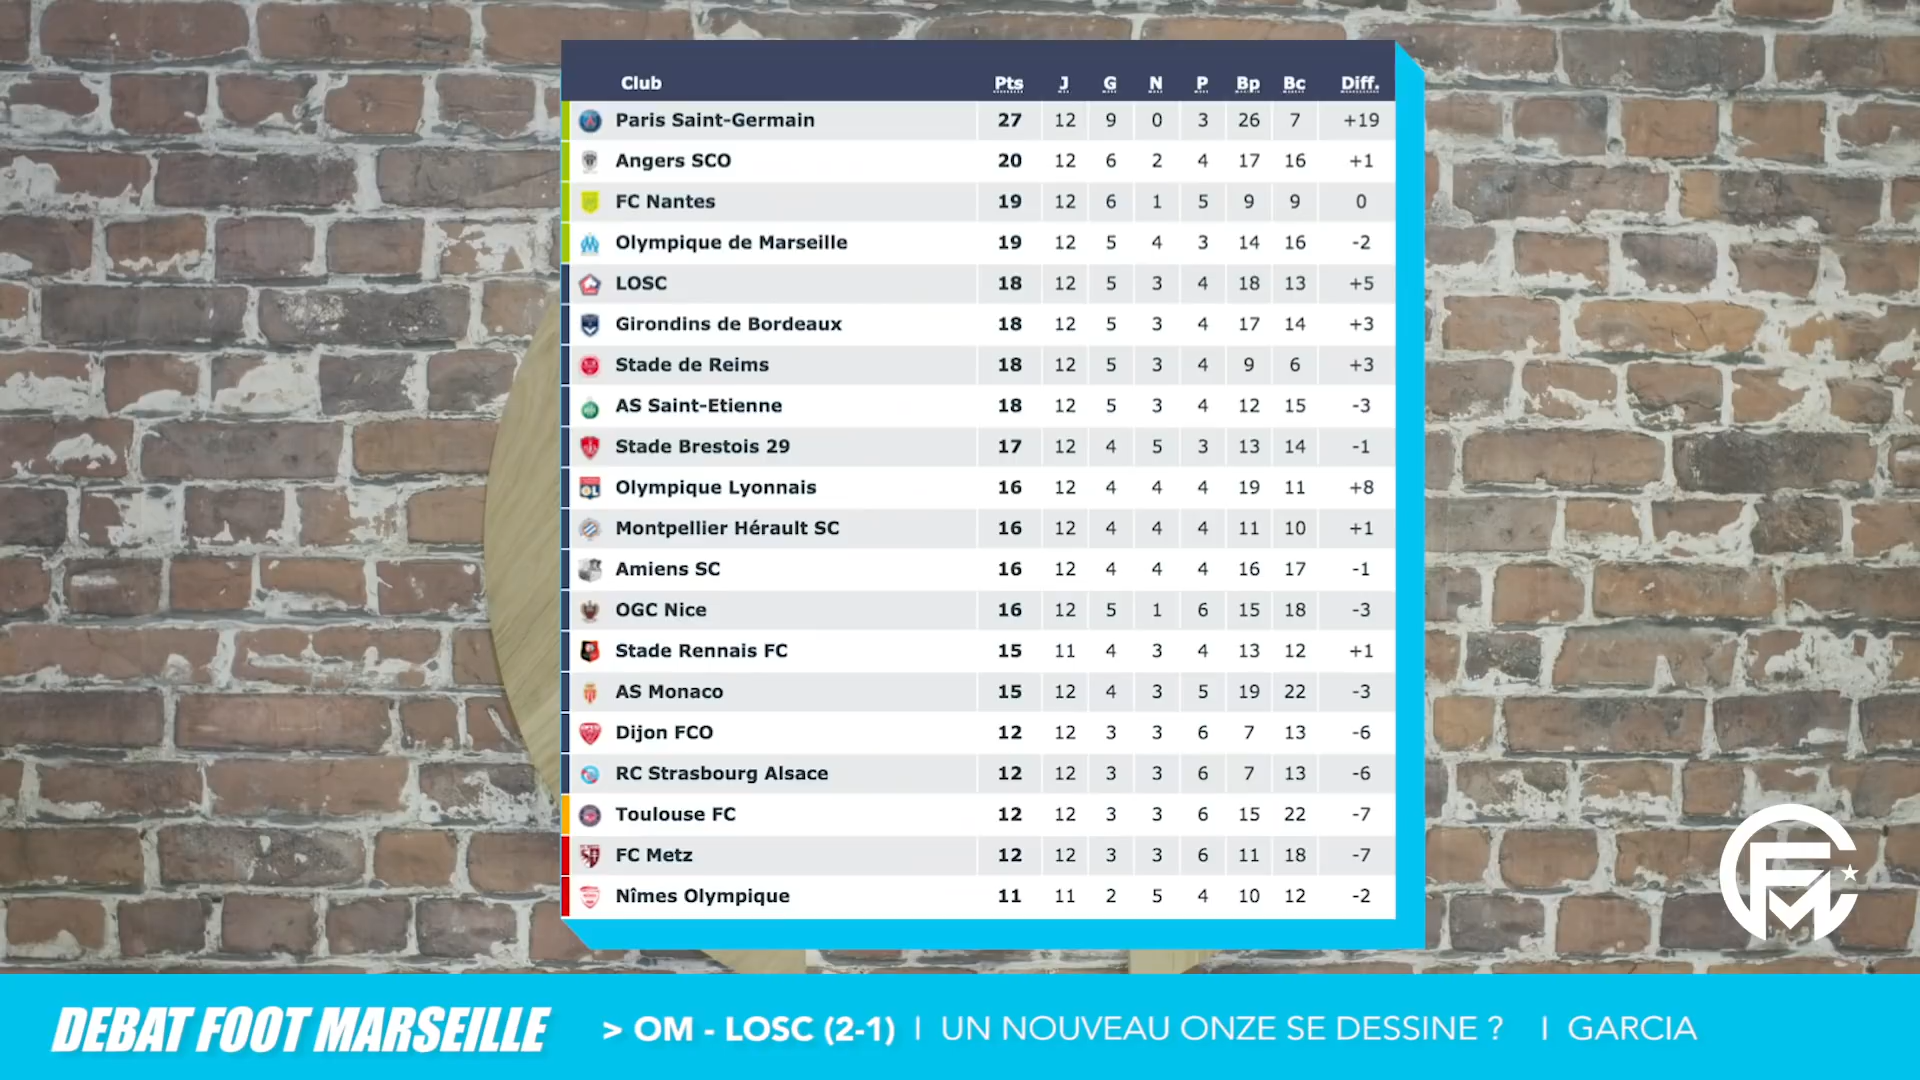 Club Pts J G N P Bp Bc Diff.
Paris Saint-Germain 27 12 9 0 3 26 7 +19
Angers SCO 20 12 6 2 4 17 16 +1
FC Nantes 19 12 6 1 5 9 9 0
Olympique de Marseille 19 12 5 4 3 14 16 -2
LOSC 18 12 5 3 4 18 13 +5
Girondins de Bordeaux 18 12 5 3 4 17 14 +3
Stade de Reims 18 12 5 3 4 9 6 +3
AS Saint-Etienne 18 12 5 3 4 12 15 -3
Stade Brestois 29 17 12 4 5 3 13 14 -1
Olympique Lyonnais 16 12 4 4 4 19 11 +8
Montpellier Hérault SC 16 12 4 4 4 11 10 +1
Amiens SC 16 12 4 4 4 16 17 -1
OGC Nice 16 12 5 1 6 15 18 -3
Stade Rennais FC 15 11 4 3 4 13 12 +1
AS Monaco 15 12 4 3 5 19 22 -3
Dijon FCO 12 12 3 3 6 7 13 -6
RC Strasbourg Alsace 12 12 3 3 6 7 13 -6
Toulouse FC 12 12 3 3 6 15 22 -7
FC Metz 12 12 3 3 6 11 18 -7
Nîmes Olympique 11 11 2 5 4 10 12 -2
FCM
DEBAT FOOT MARSEILLE > OM - LOSC (2-1) | UN NOUVEAU ONZE SE DESSINE ? | GARCIA